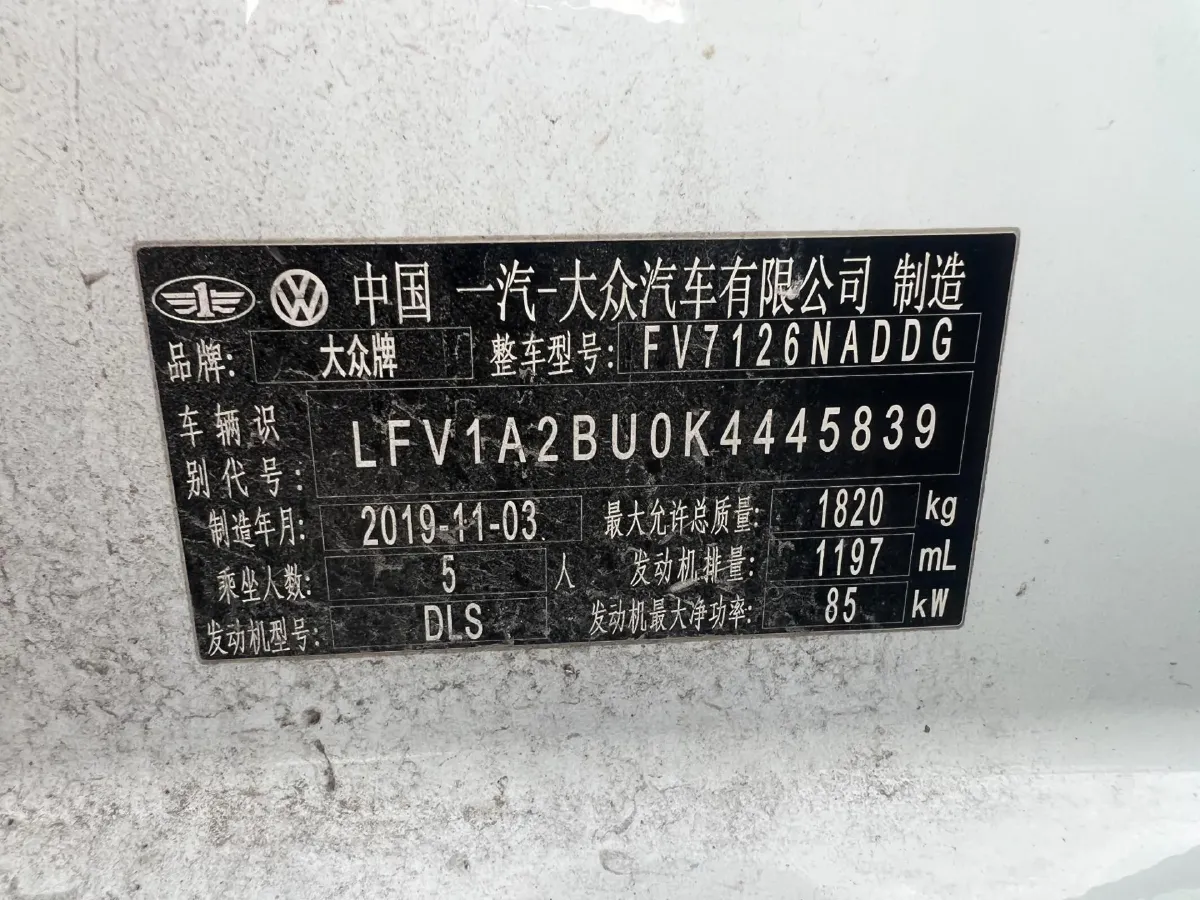 1 VW 中国 一汽-大众汽车有限公司 制造
品牌: 大众牌 整车型号: FV7126NADDG
车辆识别代号: LFV1A2BU0K4445839
制造年月: 2019-11-03 最大允许总质量: 1820 kg
乘坐人数: 5 人 发动机排量: 1197 mL
发动机型号: DLS 发动机最大净功率: 85 kW